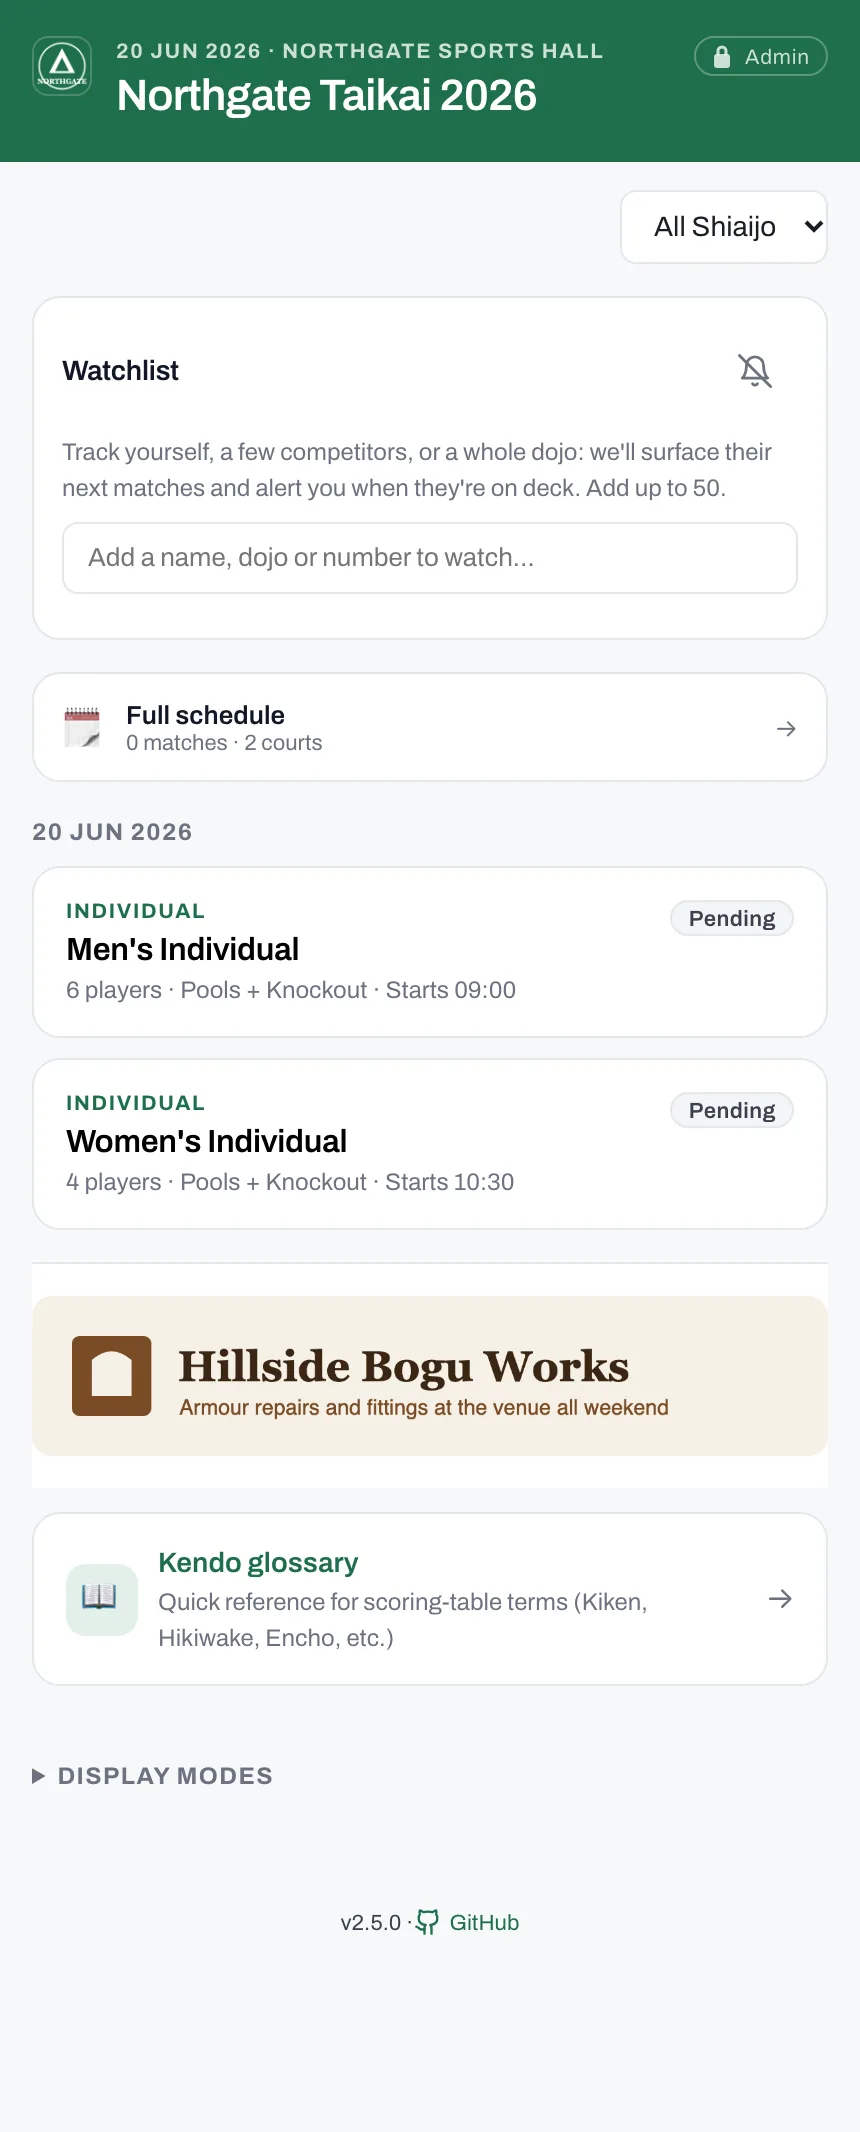 NORTHGATE
20 JUN 2026 · NORTHGATE SPORTS HALL
Northgate Taikai 2026
Admin
All Shiaijo
Watchlist
Track yourself, a few competitors, or a whole dojo: we'll surface their
next matches and alert you when they're on deck. Add up to 50.
Add a name, dojo or number to watch...
Full schedule
0 matches · 2 courts
20 JUN 2026
INDIVIDUAL
Pending
Men's Individual
6 players · Pools + Knockout · Starts 09:00
INDIVIDUAL
Pending
Women's Individual
4 players · Pools + Knockout · Starts 10:30
Hillside Bogu Works
Armour repairs and fittings at the venue all weekend
Kendo glossary
Quick reference for scoring-table terms (Kiken,
Hikiwake, Encho, etc.)
DISPLAY MODES
v2.5.0 · GitHub